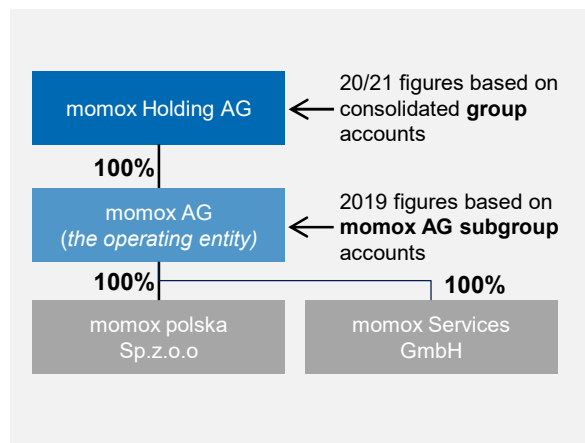 momox Holding AG
20/21 figures based on
consolidated group
accounts
100%
momox AG
(the operating entity)
2019 figures based on
momox AG subgroup
accounts
100%
100%
momox polska
Sp.z.o.o
momox Services
GmbH